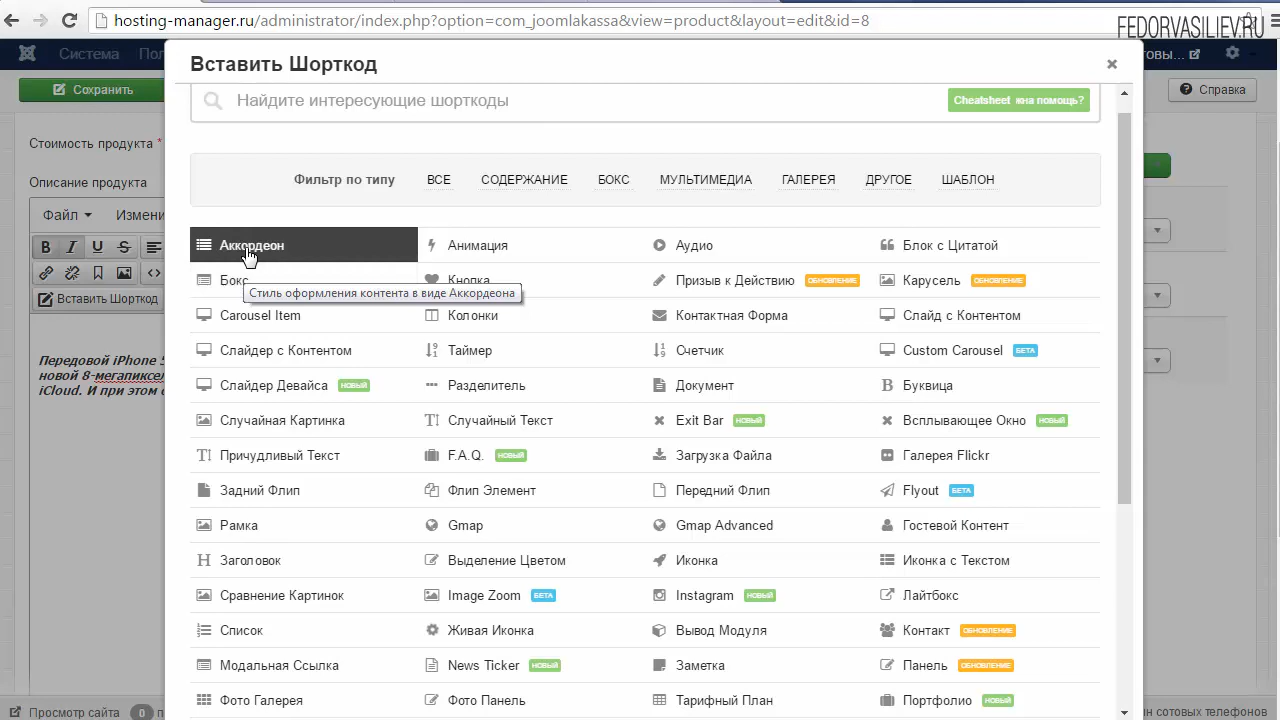 hosting-manager.ru/administrator/index.php?option=com_joomlakassa&view=product&layout=edit&id=8
FEDORVASILIEV.RU
Система
Вставить Шорткод
Сохранить
Справка
Найдите интересующие шорткоды
Cheatsheet
помощь?
Стоимость продукта *
Описание продукта
Фильтр по типу ВСЕ СОДЕРЖАНИЕ БОКС МУЛЬТИМЕДИА ГАЛЕРЕЯ ДРУГОЕ ШАБЛОН
Файл
B I U S
Вставить Шорткод
Передовой iPhone
новой 8-мегапиксел
iCloud. И при этом
Аккордеон Анимация Аудио Блок с Цитатой
Бокс Кнопка Призыв к Действию ОБНОВЛЕНИЕ Карусель ОБНОВЛЕНИЕ
Стиль оформления контента в виде Аккордеона
Carousel Item Колонки Контактная Форма Слайд с Контентом
Слайдер с Контентом Таймер Счетчик Custom Carousel БЕТА
Слайдер Девайса НОВЫЙ Разделитель Документ Буквица
Случайная Картинка Случайный Текст Exit Bar НОВЫЙ Всплывающее Окно НОВЫЙ
Причудливый Текст F.A.Q. НОВЫЙ Загрузка Файла Галерея Flickr
Задний Флип Флип Элемент Передний Флип Flyout БЕТА
Рамка Gmap Gmap Advanced Гостевой Контент
Заголовок Выделение Цветом Иконка Иконка с Текстом
Сравнение Картинок Image Zoom БЕТА Instagram НОВЫЙ Лайтбокс
Список Живая Иконка Вывод Модуля Контакт ОБНОВЛЕНИЕ
Модальная Ссылка News Ticker НОВЫЙ Заметка Панель ОБНОВЛЕНИЕ
Фото Галерея Фото Панель Тарифный План Портфолио НОВЫЙ
Просмотр сайта 0
сотовых телефонов